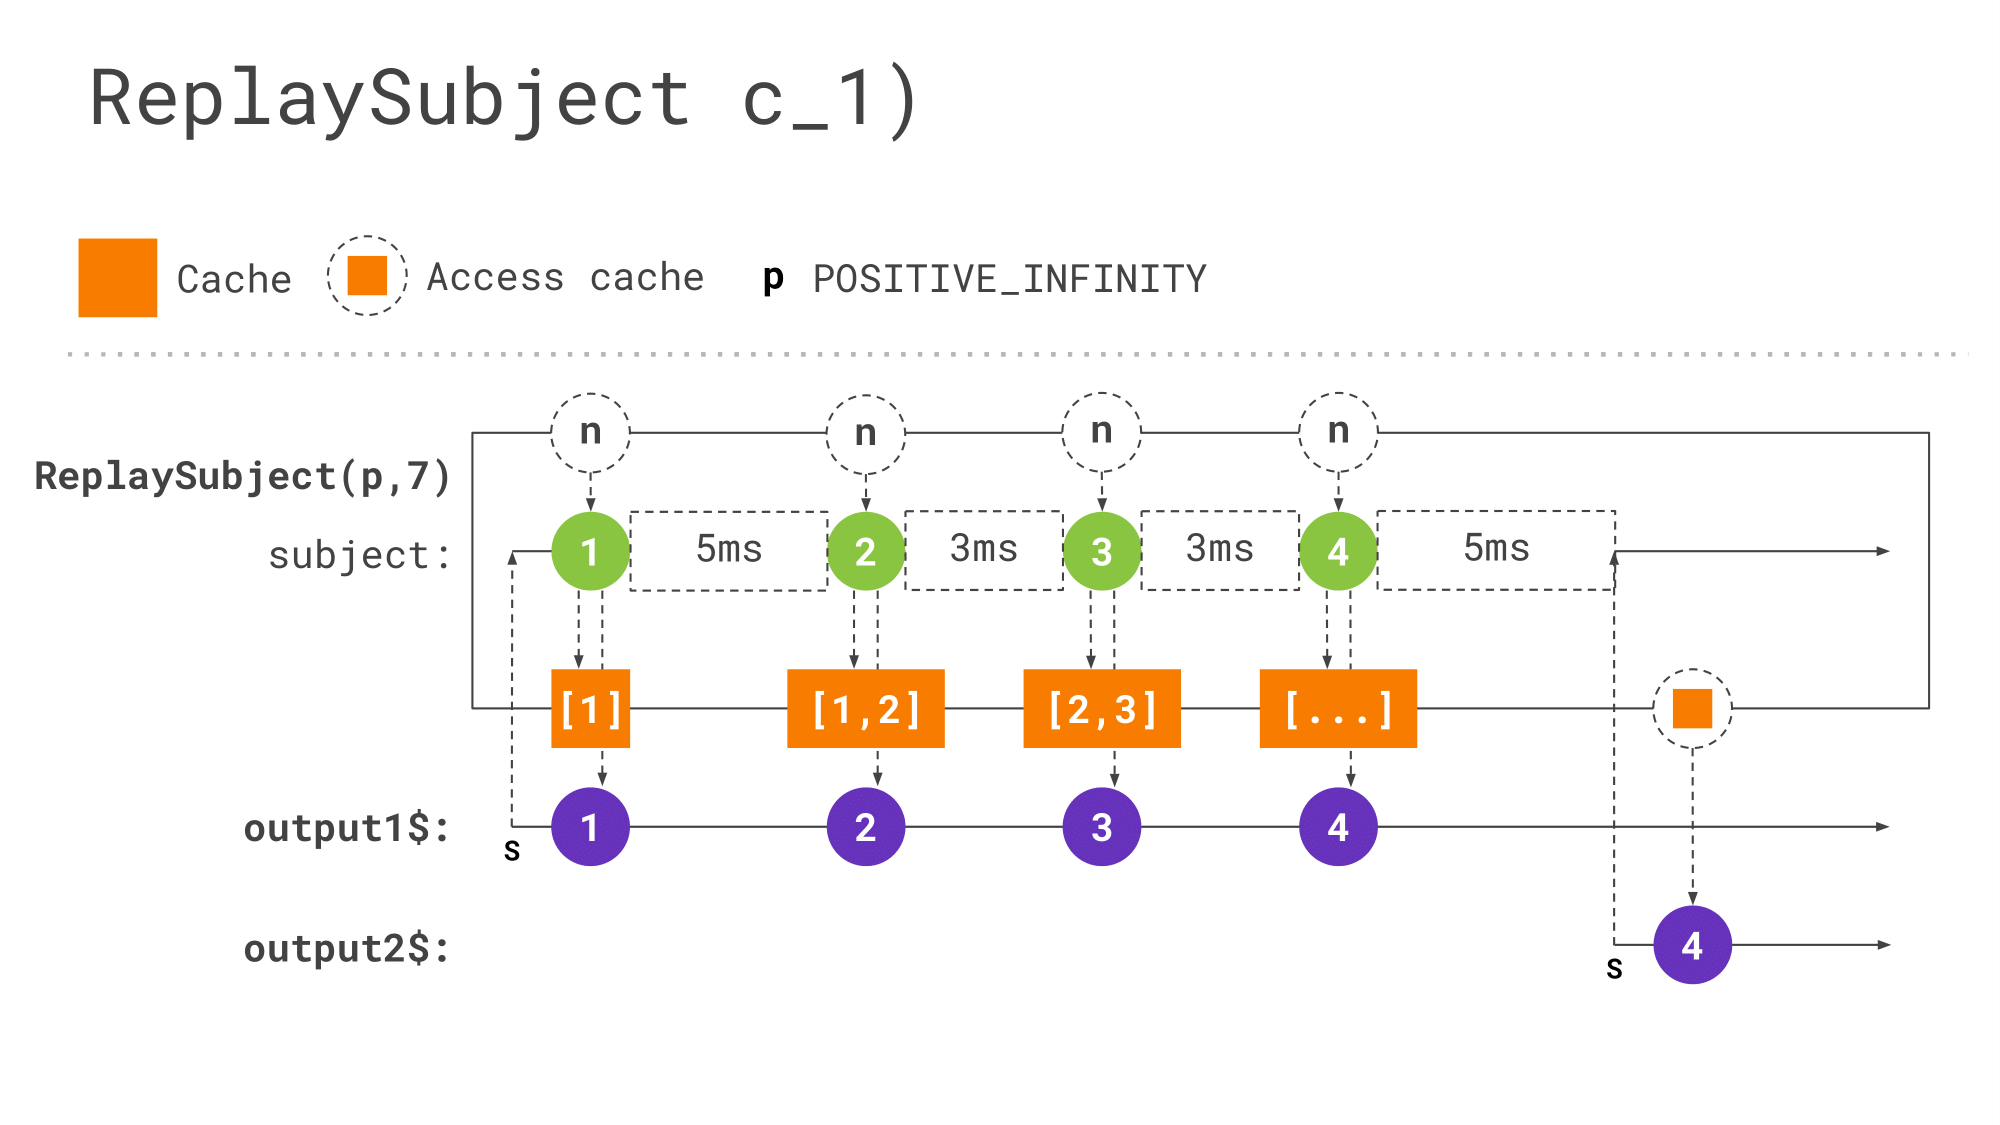 ReplaySubject c_1)
Cache Access cache p POSITIVE_INFINITY
n n n n
ReplaySubject(p,7)
subject: 1 5ms 2 3ms 3 3ms 4 5ms
[1] [1,2] [2,3] [...]
output1$: 1 2 3 4
s
output2$: 4
s